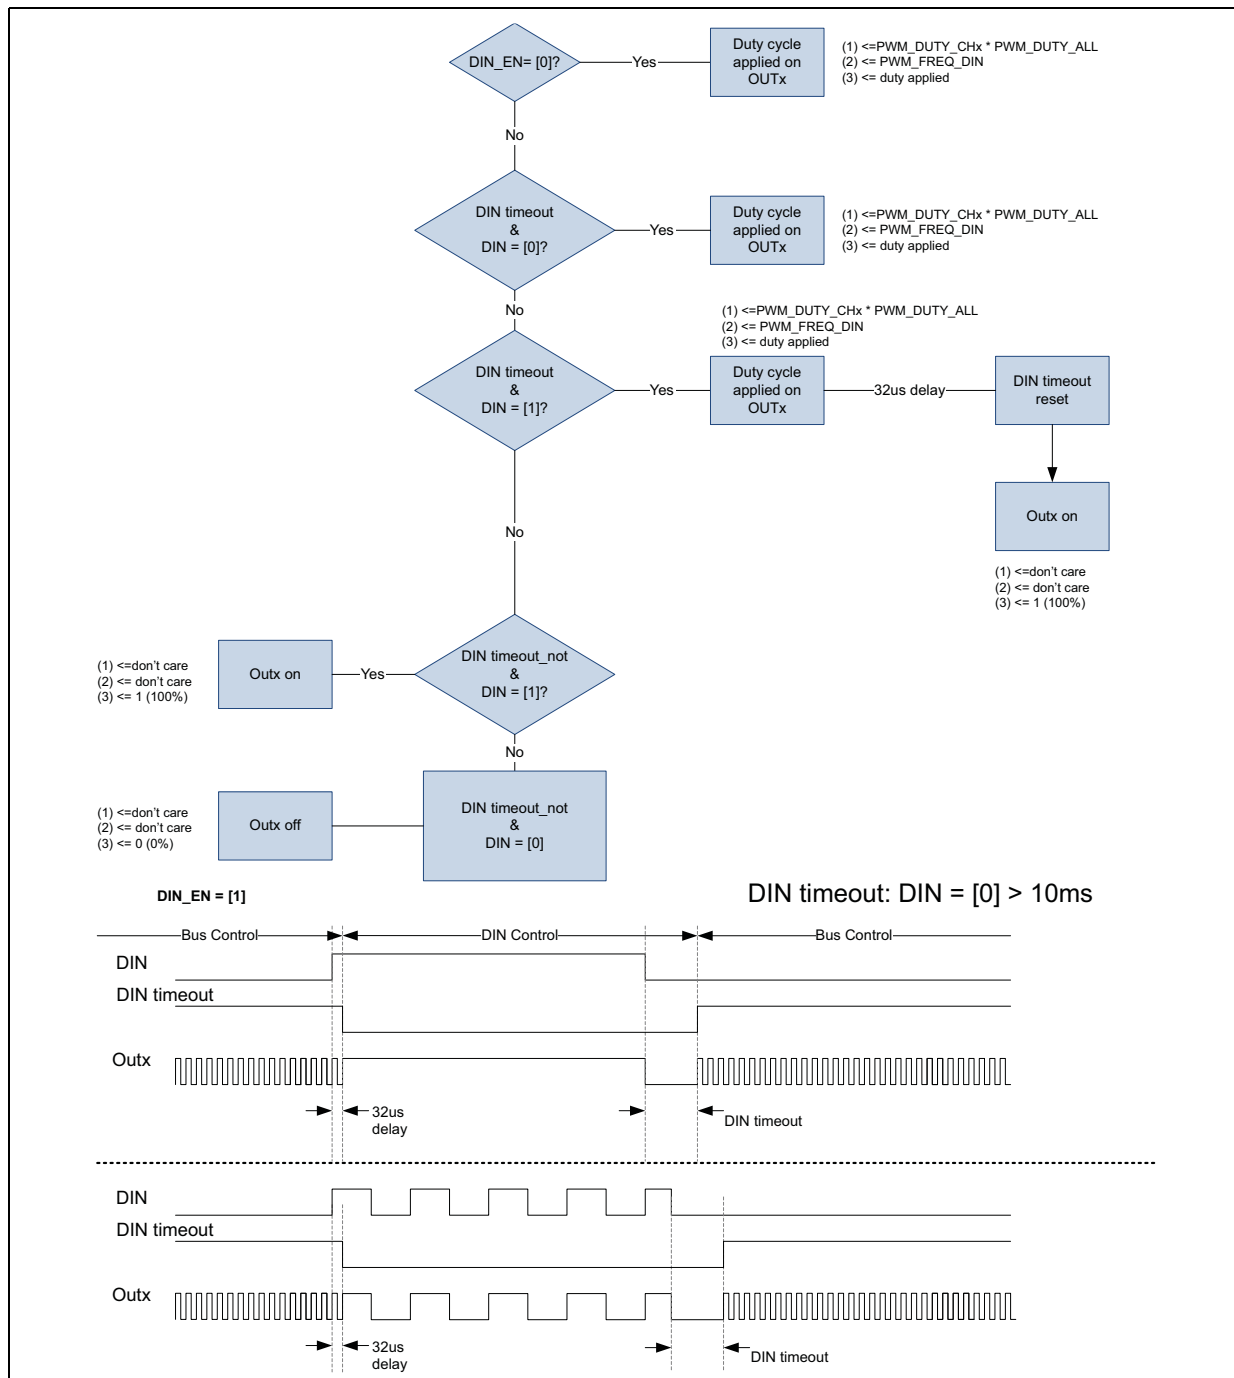 DIN_EN= [0]?
Yes
Duty cycle
applied on
OUTx
(1) <=PWM_DUTY_CHx * PWM_DUTY_ALL
(2) <= PWM_FREQ_DIN
(3) <= duty applied
No
DIN timeout
&
DIN = [0]?
Yes
Duty cycle
applied on
OUTx
(1) <=PWM_DUTY_CHx * PWM_DUTY_ALL
(2) <= PWM_FREQ_DIN
(3) <= duty applied
No
(1) <=PWM_DUTY_CHx * PWM_DUTY_ALL
(2) <= PWM_FREQ_DIN
(3) <= duty applied
DIN timeout
&
DIN = [1]?
Yes
Duty cycle
applied on
OUTx
32us delay
DIN timeout
reset
Outx on
(1) <=don't care
(2) <= don't care
(3) <= 1 (100%)
No
(1) <=don't care
(2) <= don't care
(3) <= 1 (100%)
Outx on
Yes
DIN timeout_not
&
DIN = [1]?
No
(1) <=don't care
(2) <= don't care
(3) <= 0 (0%)
Outx off
DIN timeout_not
&
DIN = [0]
DIN_EN = [1]
DIN timeout: DIN = [0] > 10ms
Bus Control
DIN Control
Bus Control
DIN
DIN timeout
Outx
32us
delay
DIN timeout
DIN
DIN timeout
Outx
32us
delay
DIN timeout